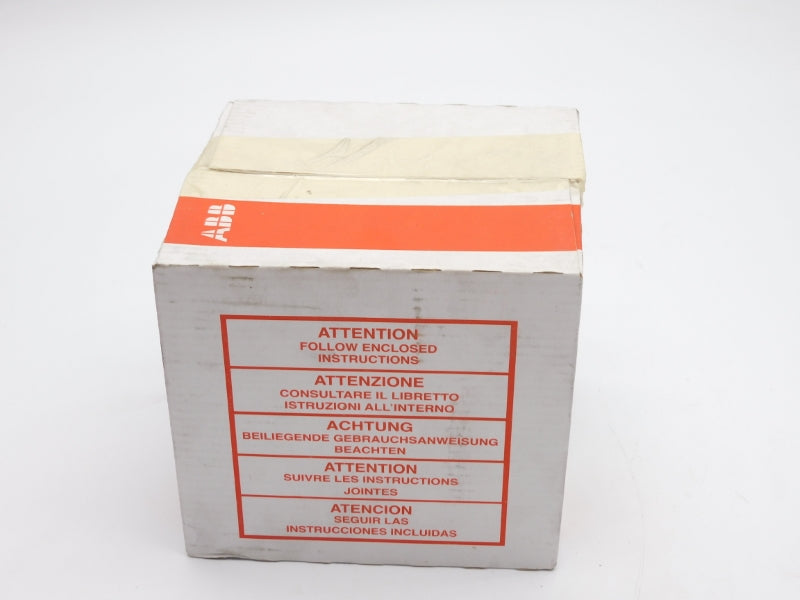 ABB
ATTENTION
FOLLOW ENCLOSED
INSTRUCTIONS
ATTENZIONE
CONSULTARE IL LIBRETTO
ISTRUZIONI ALL'INTERNO
ACHTUNG
BEILIEGENDE GEBRAUCHSANWEISUNG
BEACHTEN
ATTENTION
SUIVRE LES INSTRUCTIONS
JOINTES
ATENCION
SEGUIR LAS
INSTRUCCIONES INCLUIDAS